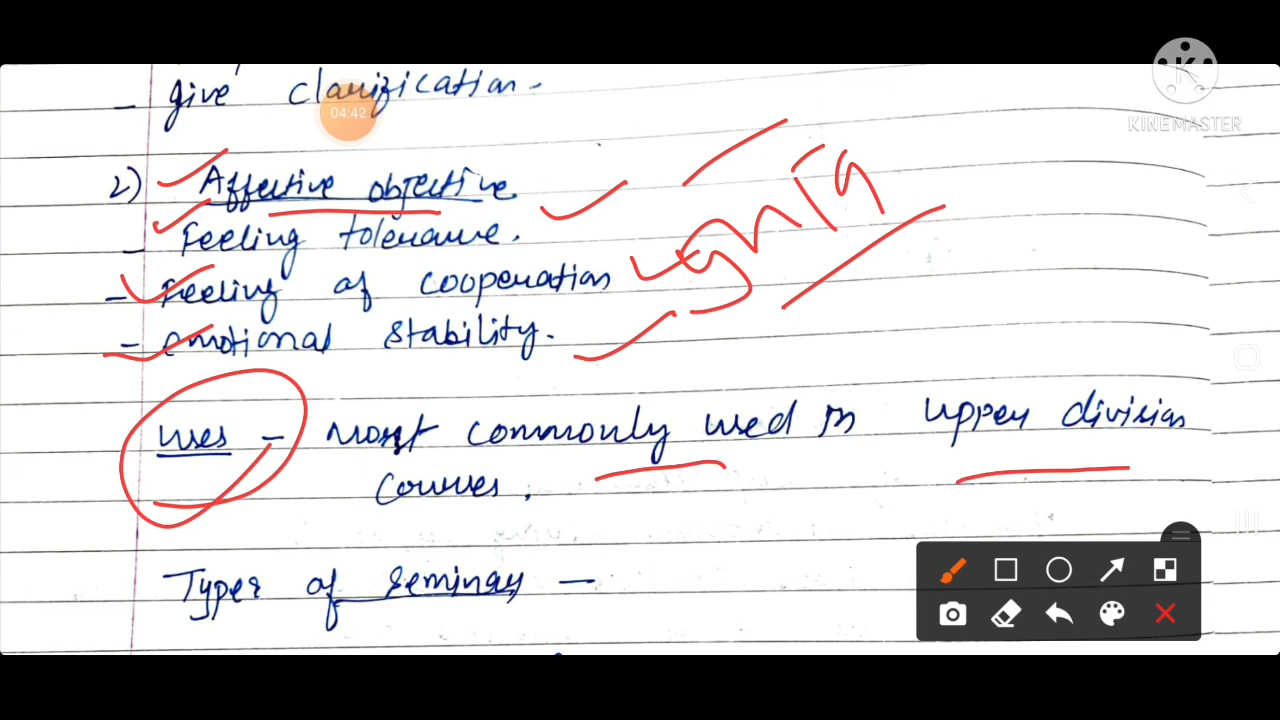 - give clarification.
04:42
KINEMASTER
2) Affective objective.
- Feeling tolerance.
- Feeling of cooperation
- emotional stability.
uses - most commonly used in upper division
courses.
Types of seminar -